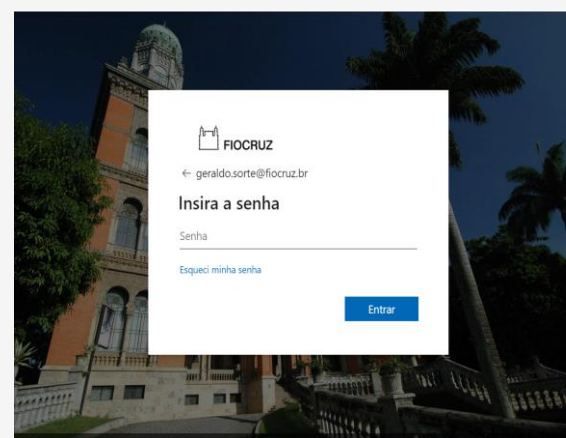 FIOCRUZ
← geraldo.sorte@fiocruz.br
Insira a senha
Senha
Esqueci minha senha
Entrar